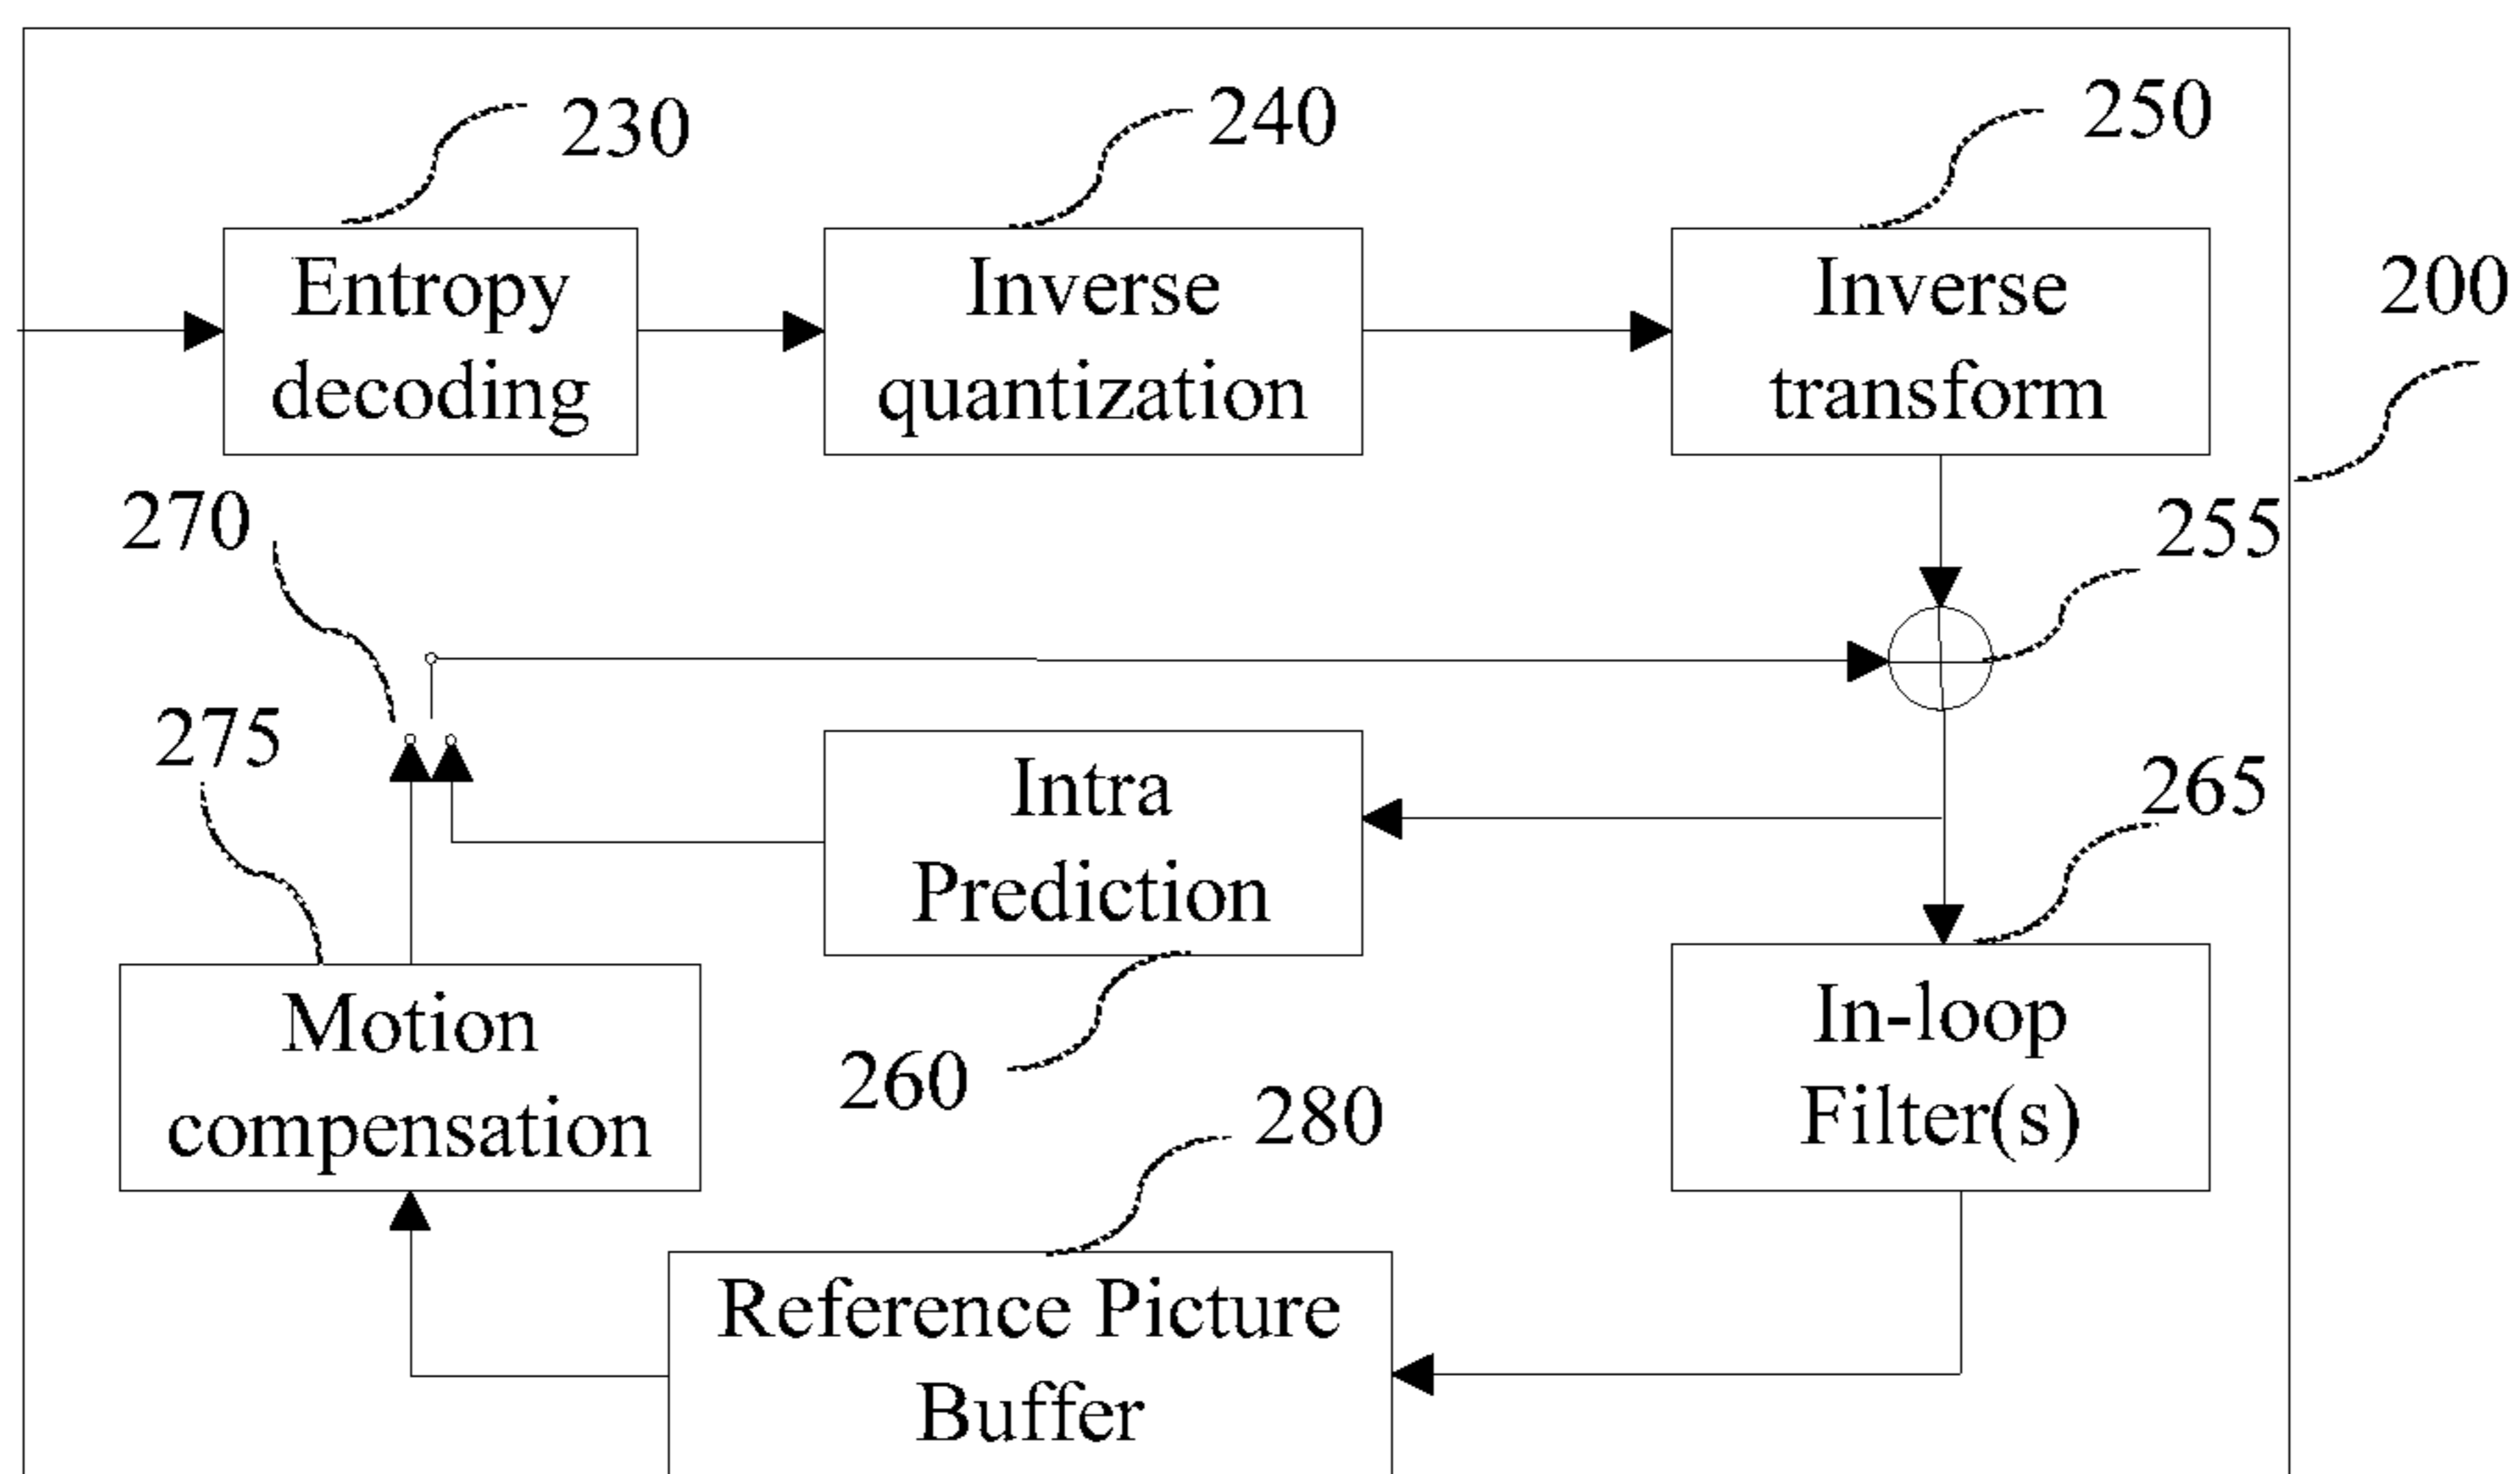 230
240
250
Entropy
decoding
Inverse
quantization
Inverse
transform
200
270
255
275
Intra
Prediction
265
Motion
compensation
260
In-loop
Filter(s)
280
Reference Picture
Buffer